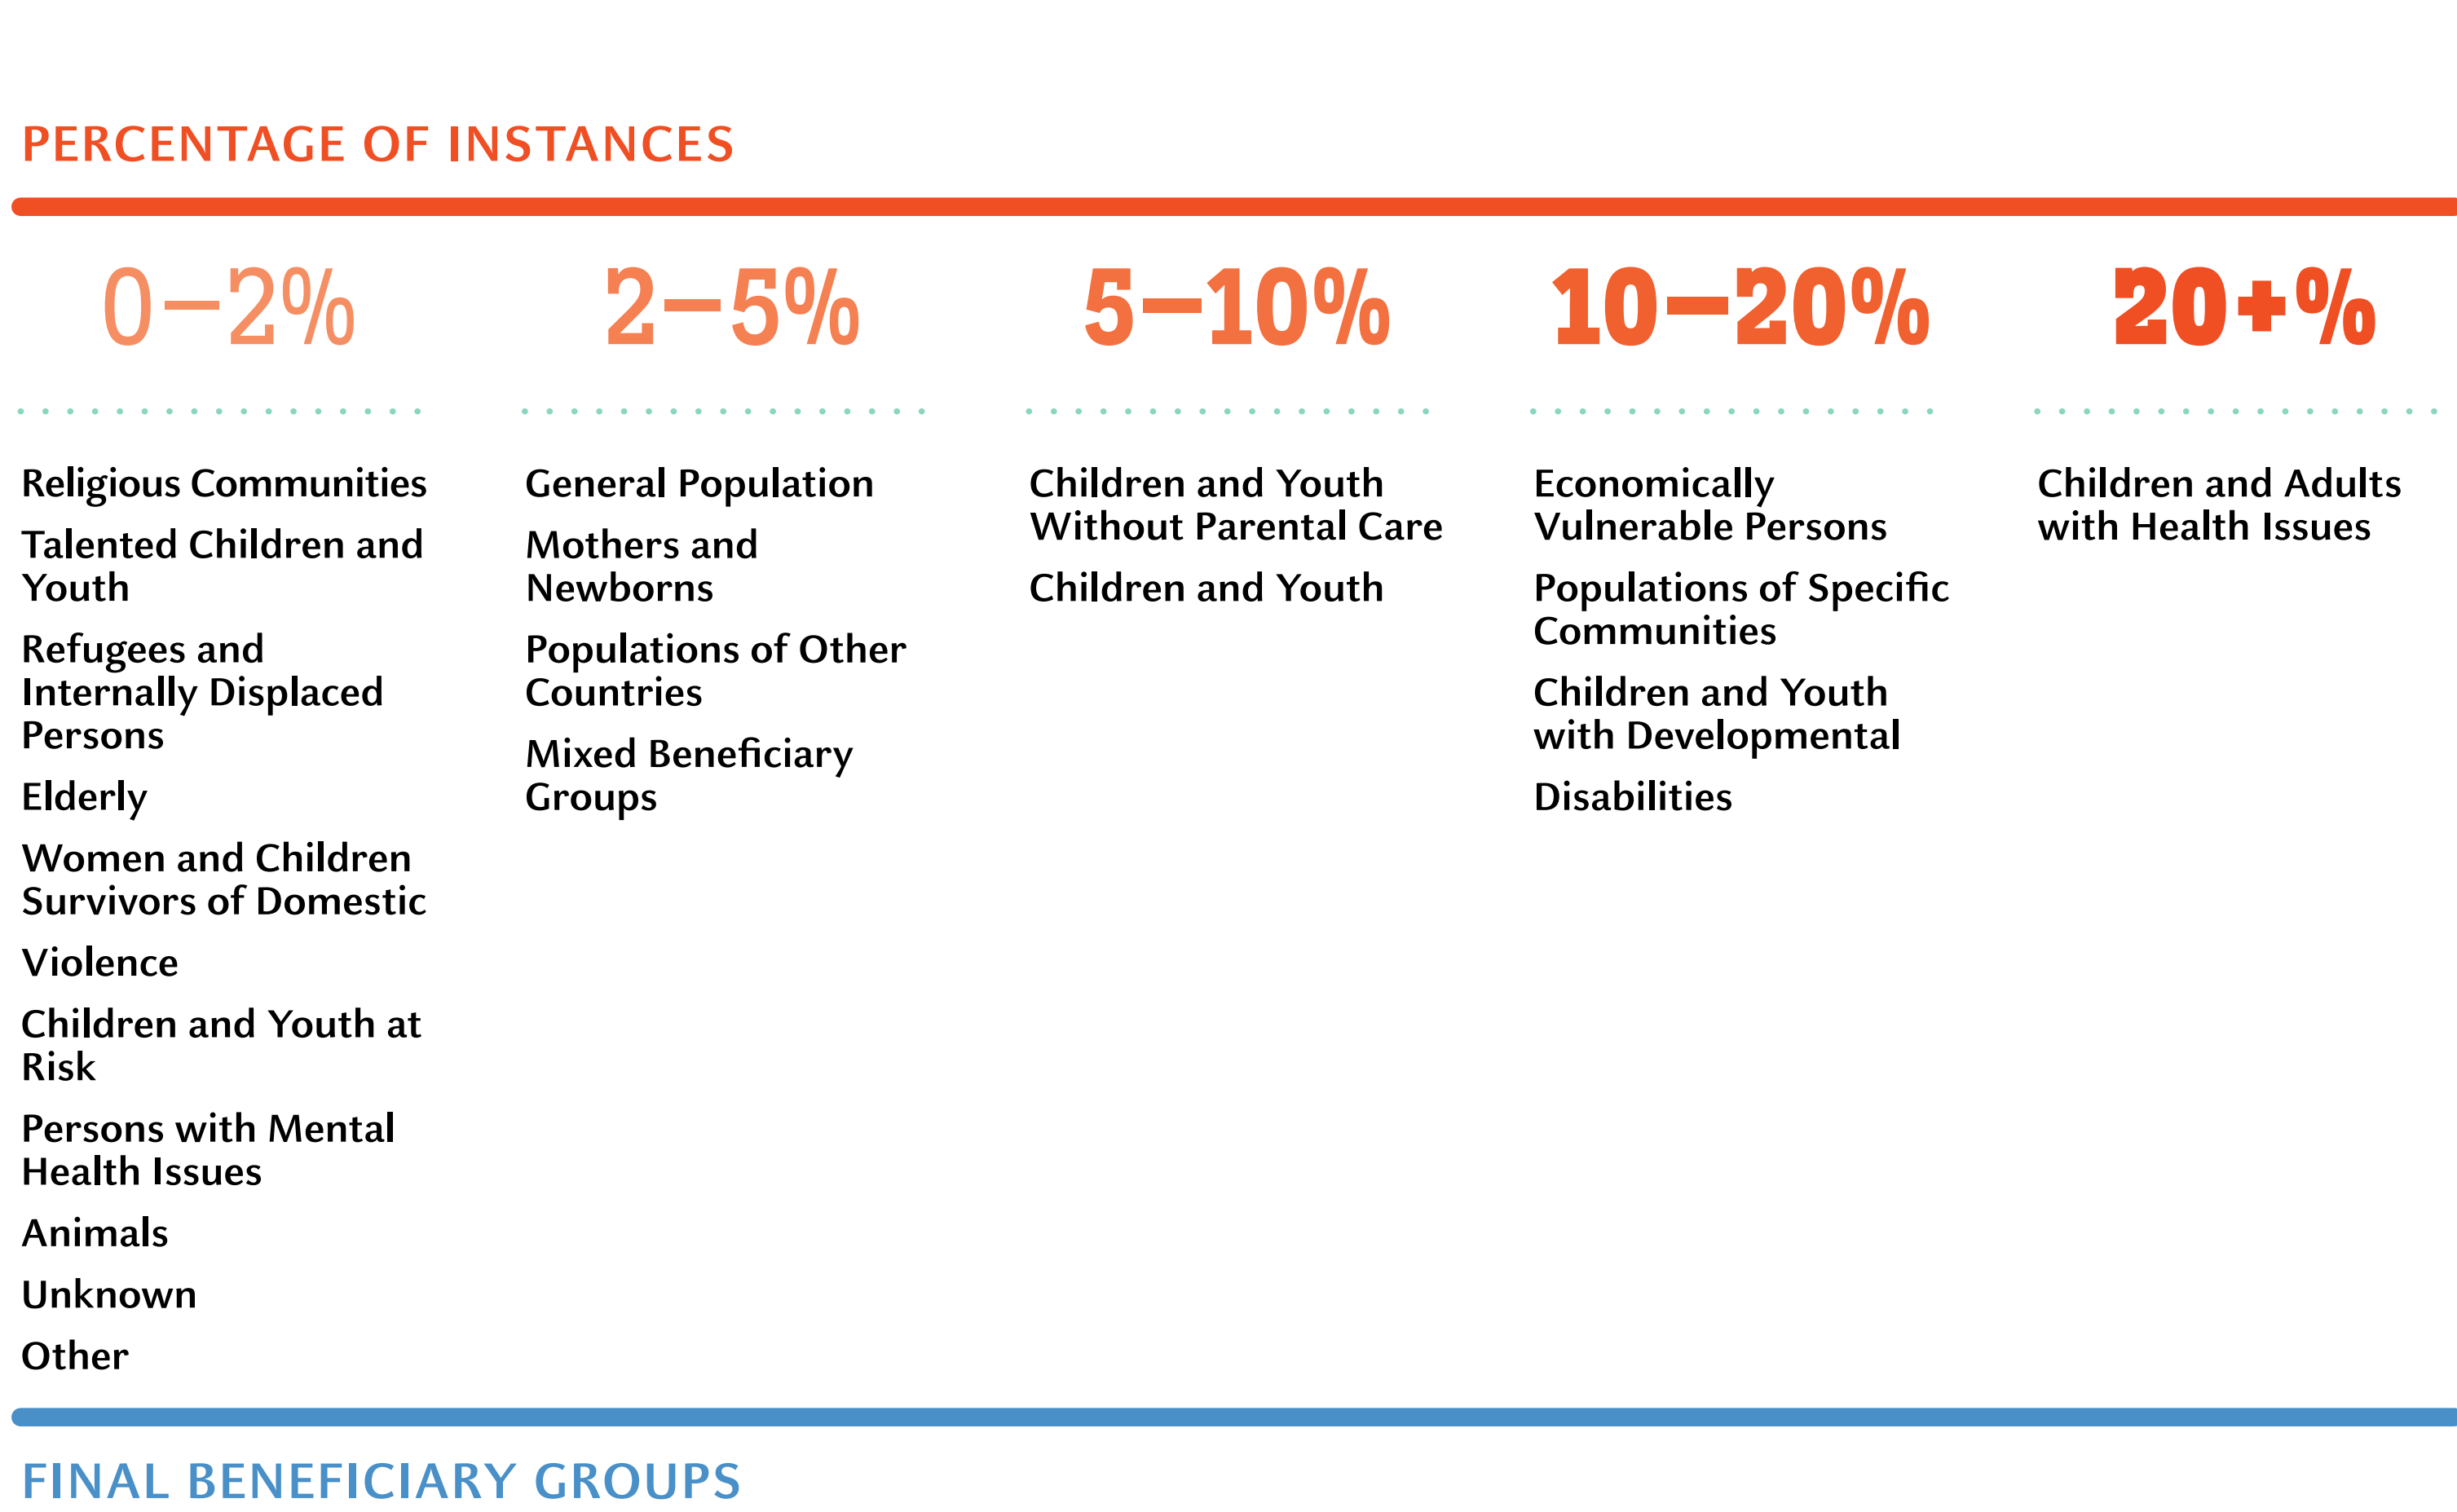 PERCENTAGE OF INSTANCES
0–2%
2–5%
5–10%
10–20%
20+%
Religious Communities
Talented Children and
Youth
Refugees and
Internally Displaced
Persons
Elderly
Women and Children
Survivors of Domestic
Violence
Children and Youth at
Risk
Persons with Mental
Health Issues
Animals
Unknown
Other
General Population
Mothers and
Newborns
Populations of Other
Countries
Mixed Beneficiary
Groups
Children and Youth
Without Parental Care
Children and Youth
Economically
Vulnerable Persons
Populations of Specific
Communities
Children and Youth
with Developmental
Disabilities
Children and Adults
with Health Issues
FINAL BENEFICIARY GROUPS